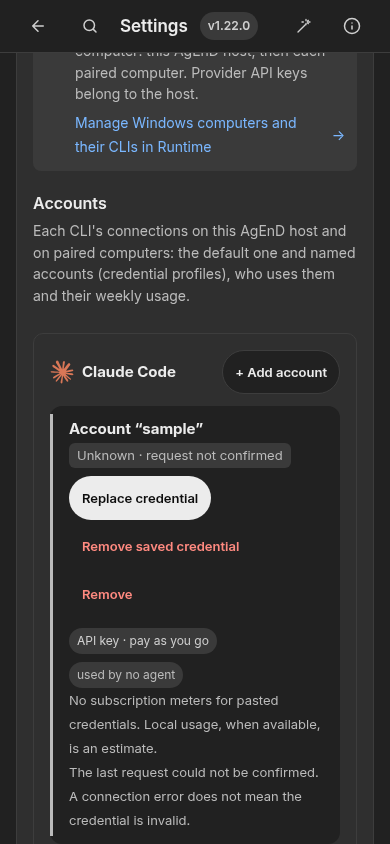 Settings v1.22.0
computer: this AgEnD host, then each
paired computer. Provider API keys
belong to the host.
Manage Windows computers and
their CLIs in Runtime →
Accounts
Each CLI's connections on this AgEnD host and
on paired computers: the default one and named
accounts (credential profiles), who uses them
and their weekly usage.
Claude Code + Add account
Account “sample”
Unknown · request not confirmed
Replace credential
Remove saved credential
Remove
API key · pay as you go
used by no agent
No subscription meters for pasted
credentials. Local usage, when available,
is an estimate.
The last request could not be confirmed.
A connection error does not mean the
credential is invalid.